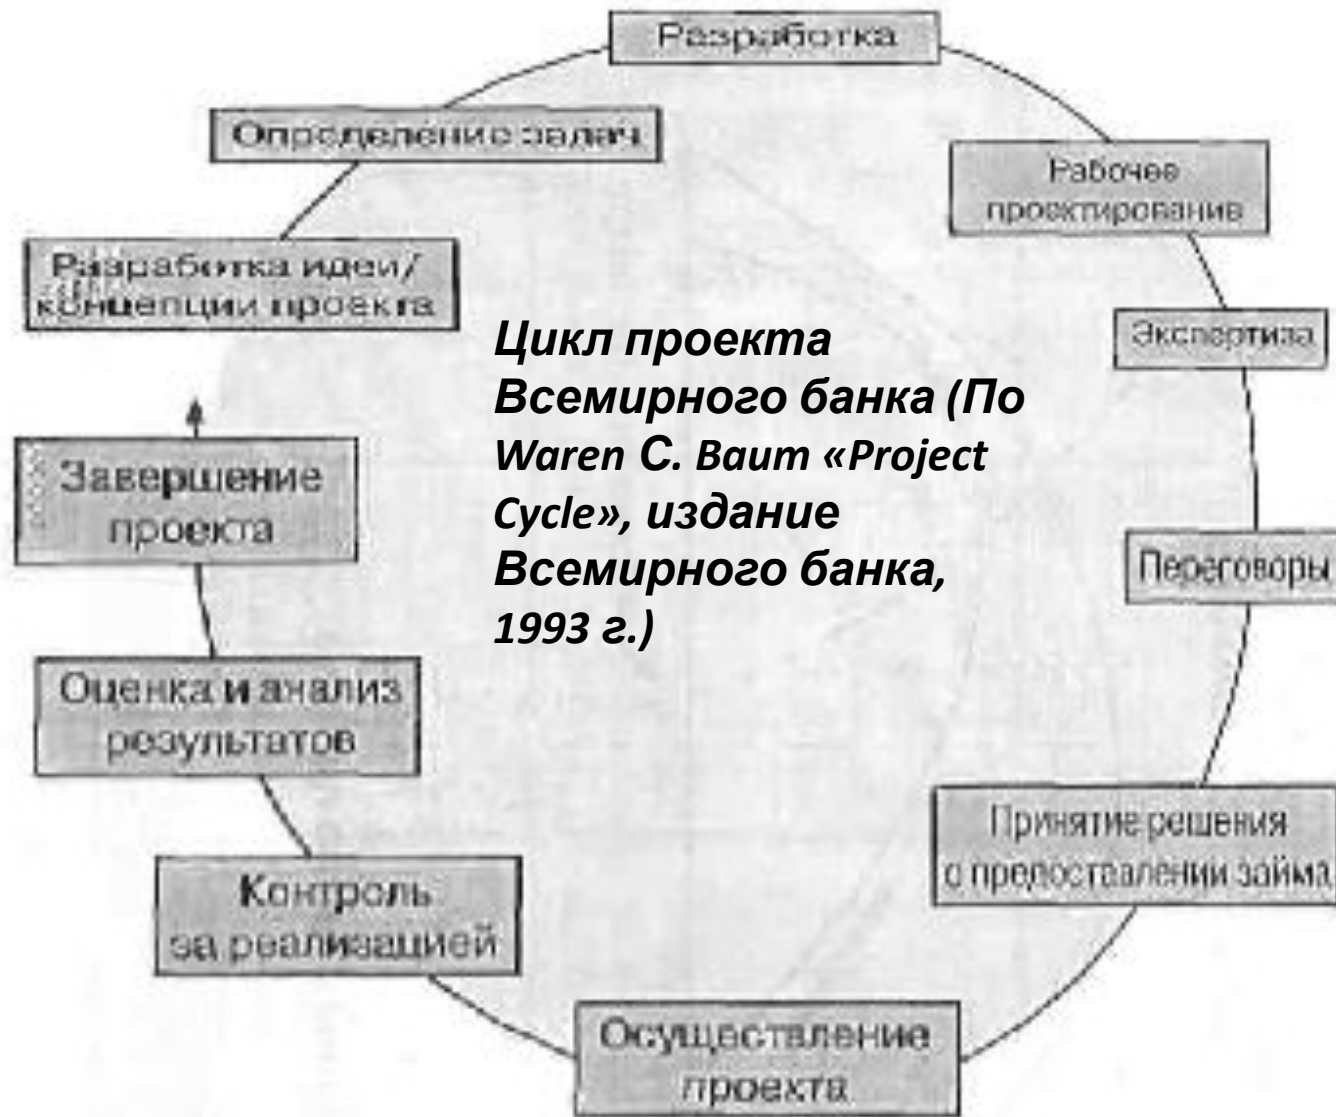 Разработка
Определение задач
Рабочее
проектирование
Разработка идеи/
концепции проекта
Экспертиза
Цикл проекта
Всемирного банка (По
Waren С. Baum «Project
Cycle», издание
Всемирного банка,
1993 г.)
Завершение
проекта
Переговоры
Оценка и анализ
результатов
Принятие решения
о предоставлении займа
Контроль
за реализацией
Осуществление
проекта